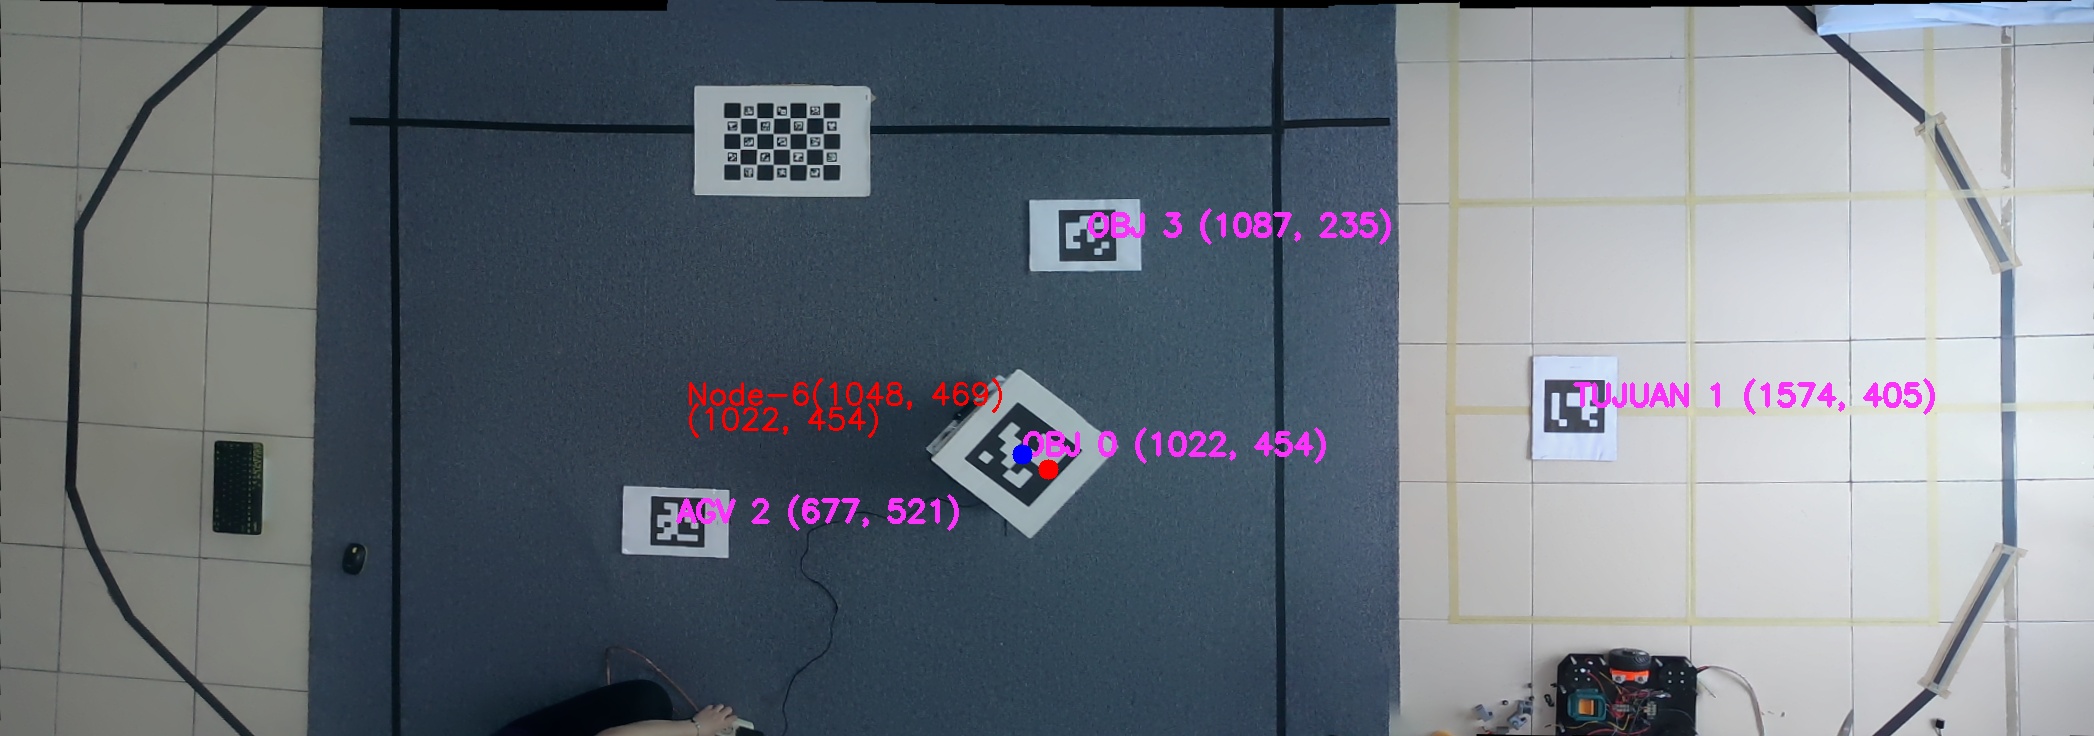 OBJ 3 (1087, 235)
Node-6(1048, 469)
(1022, 454)
TUJUAN 1 (1574, 405)
OBJ 0 (1022, 454)
AGV 2 (677, 521)